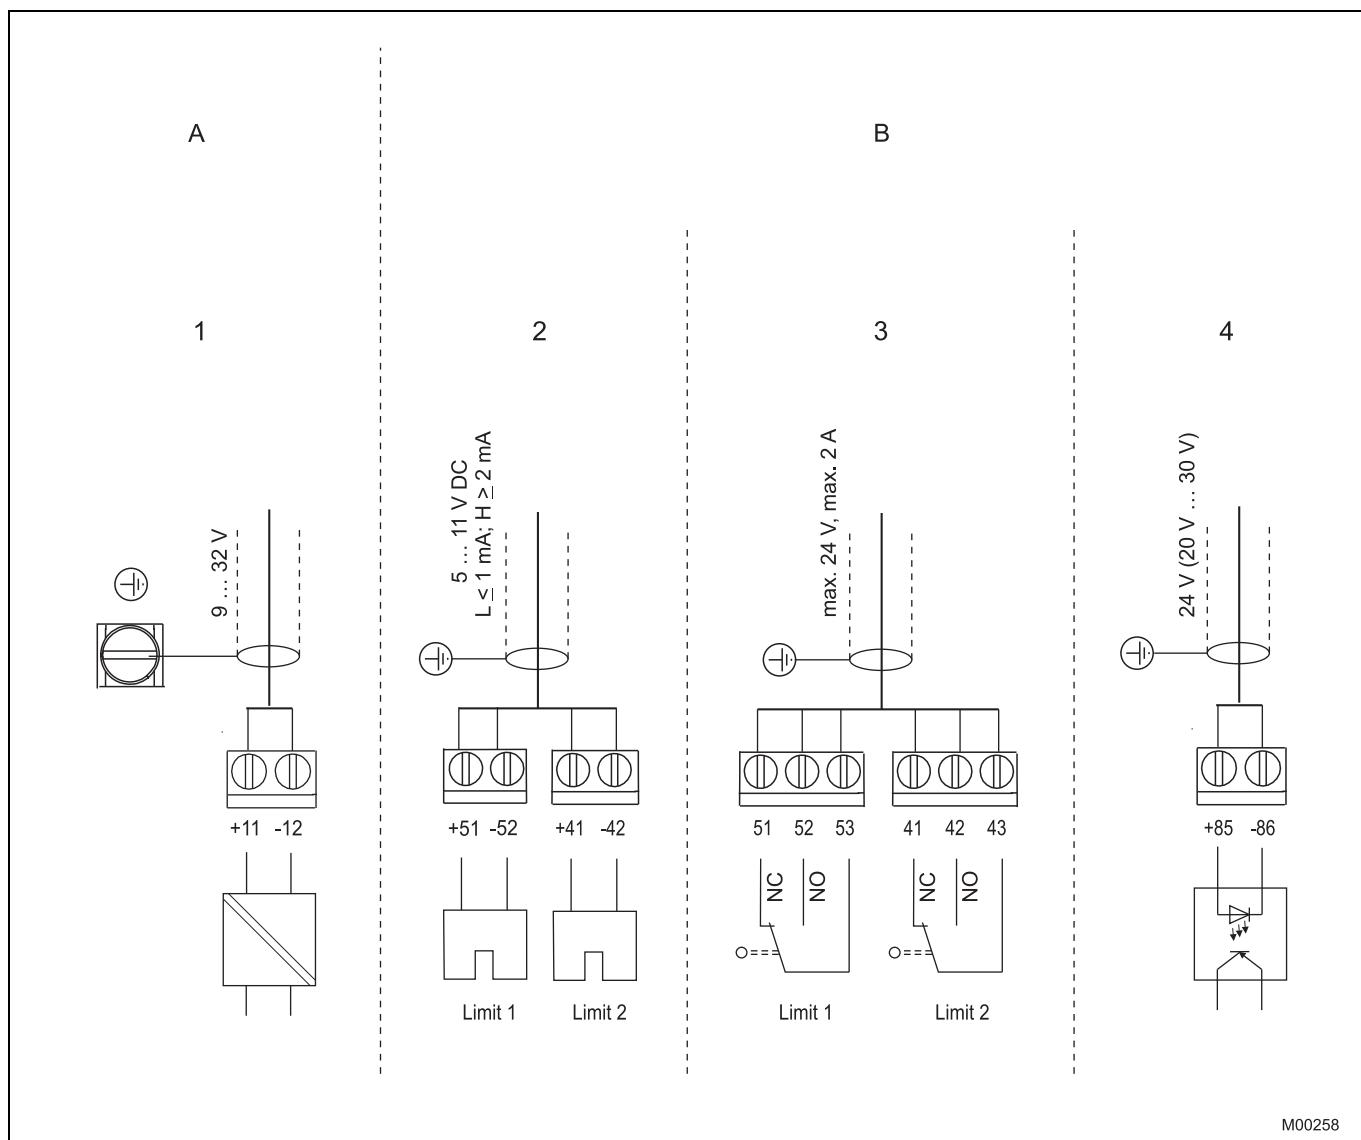 A
B
1
2
3
4
9 ... 32 V
5 ... 11 V DC
L ≤ 1 mA; H ≥ 2 mA
max. 24 V, max. 2 A
24 V (20 V ... 30 V)
+11 -12
+51 -52
+41 -42
51 52 53
41 42 43
+85 -86
NC
NO
NC
NO
Limit 1
Limit 2
Limit 1
Limit 2
M00258